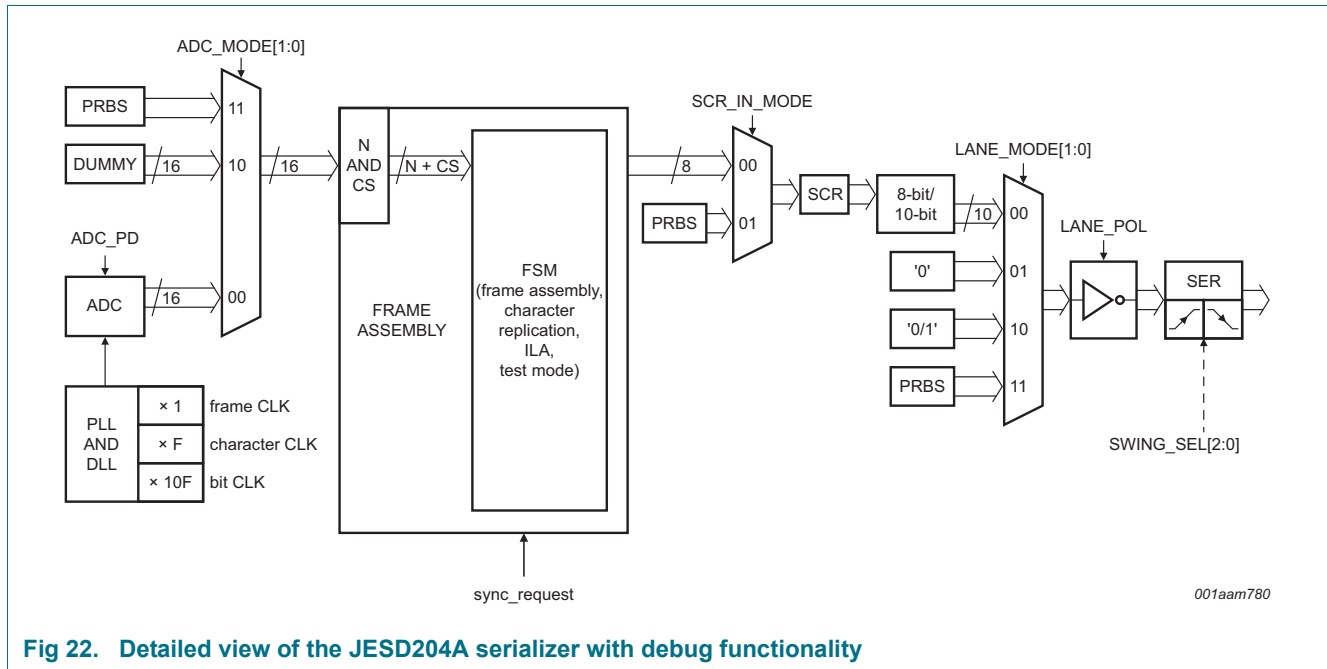 ADC_MODE[1:0]
PRBS
11
DUMMY
16
10
16
ADC_PD
ADC
16
00
PLL
AND
DLL
× 1
frame CLK
× F
character CLK
× 10F
bit CLK
N
AND
CS
N + CS
FRAME
ASSEMBLY
FSM
(frame assembly,
character
replication,
ILA,
test mode)
sync_request
8
SCR_IN_MODE
00
PRBS
01
SCR
8-bit/
10-bit
10
LANE_MODE[1:0]
00
'0'
01
'0/1'
10
PRBS
11
LANE_POL
SER
SWING_SEL[2:0]
001aam780
Fig 22. Detailed view of the JESD204A serializer with debug functionality